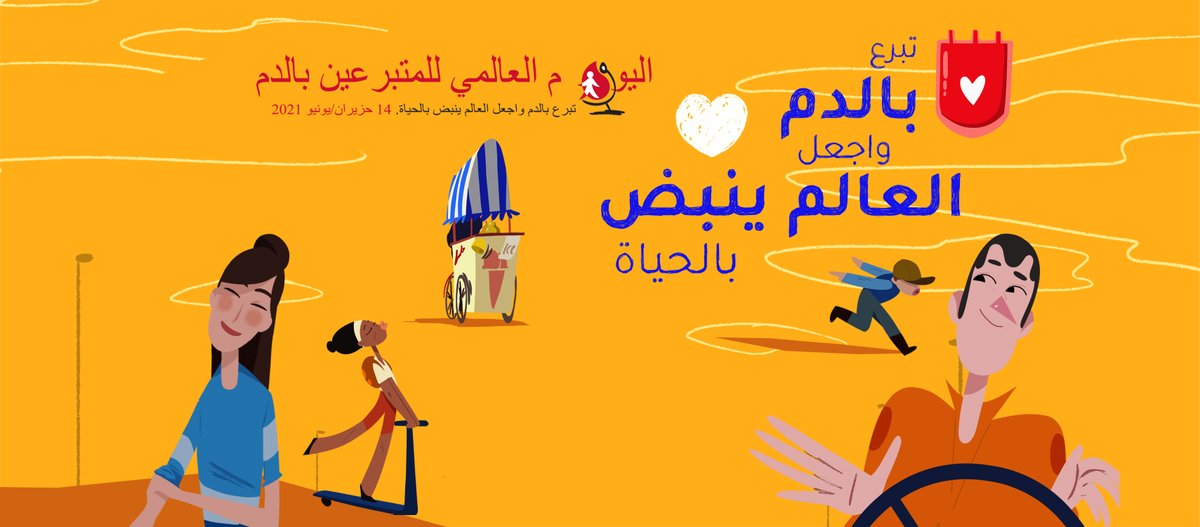 تبرع
بالدم
واجعل
العالم ينبض
بالحياة
اليوم العالمي للمتبرعين بالدم
تبرع بالدم واجعل العالم ينبض بالحياة. 14 حزيران/يونيو 2021